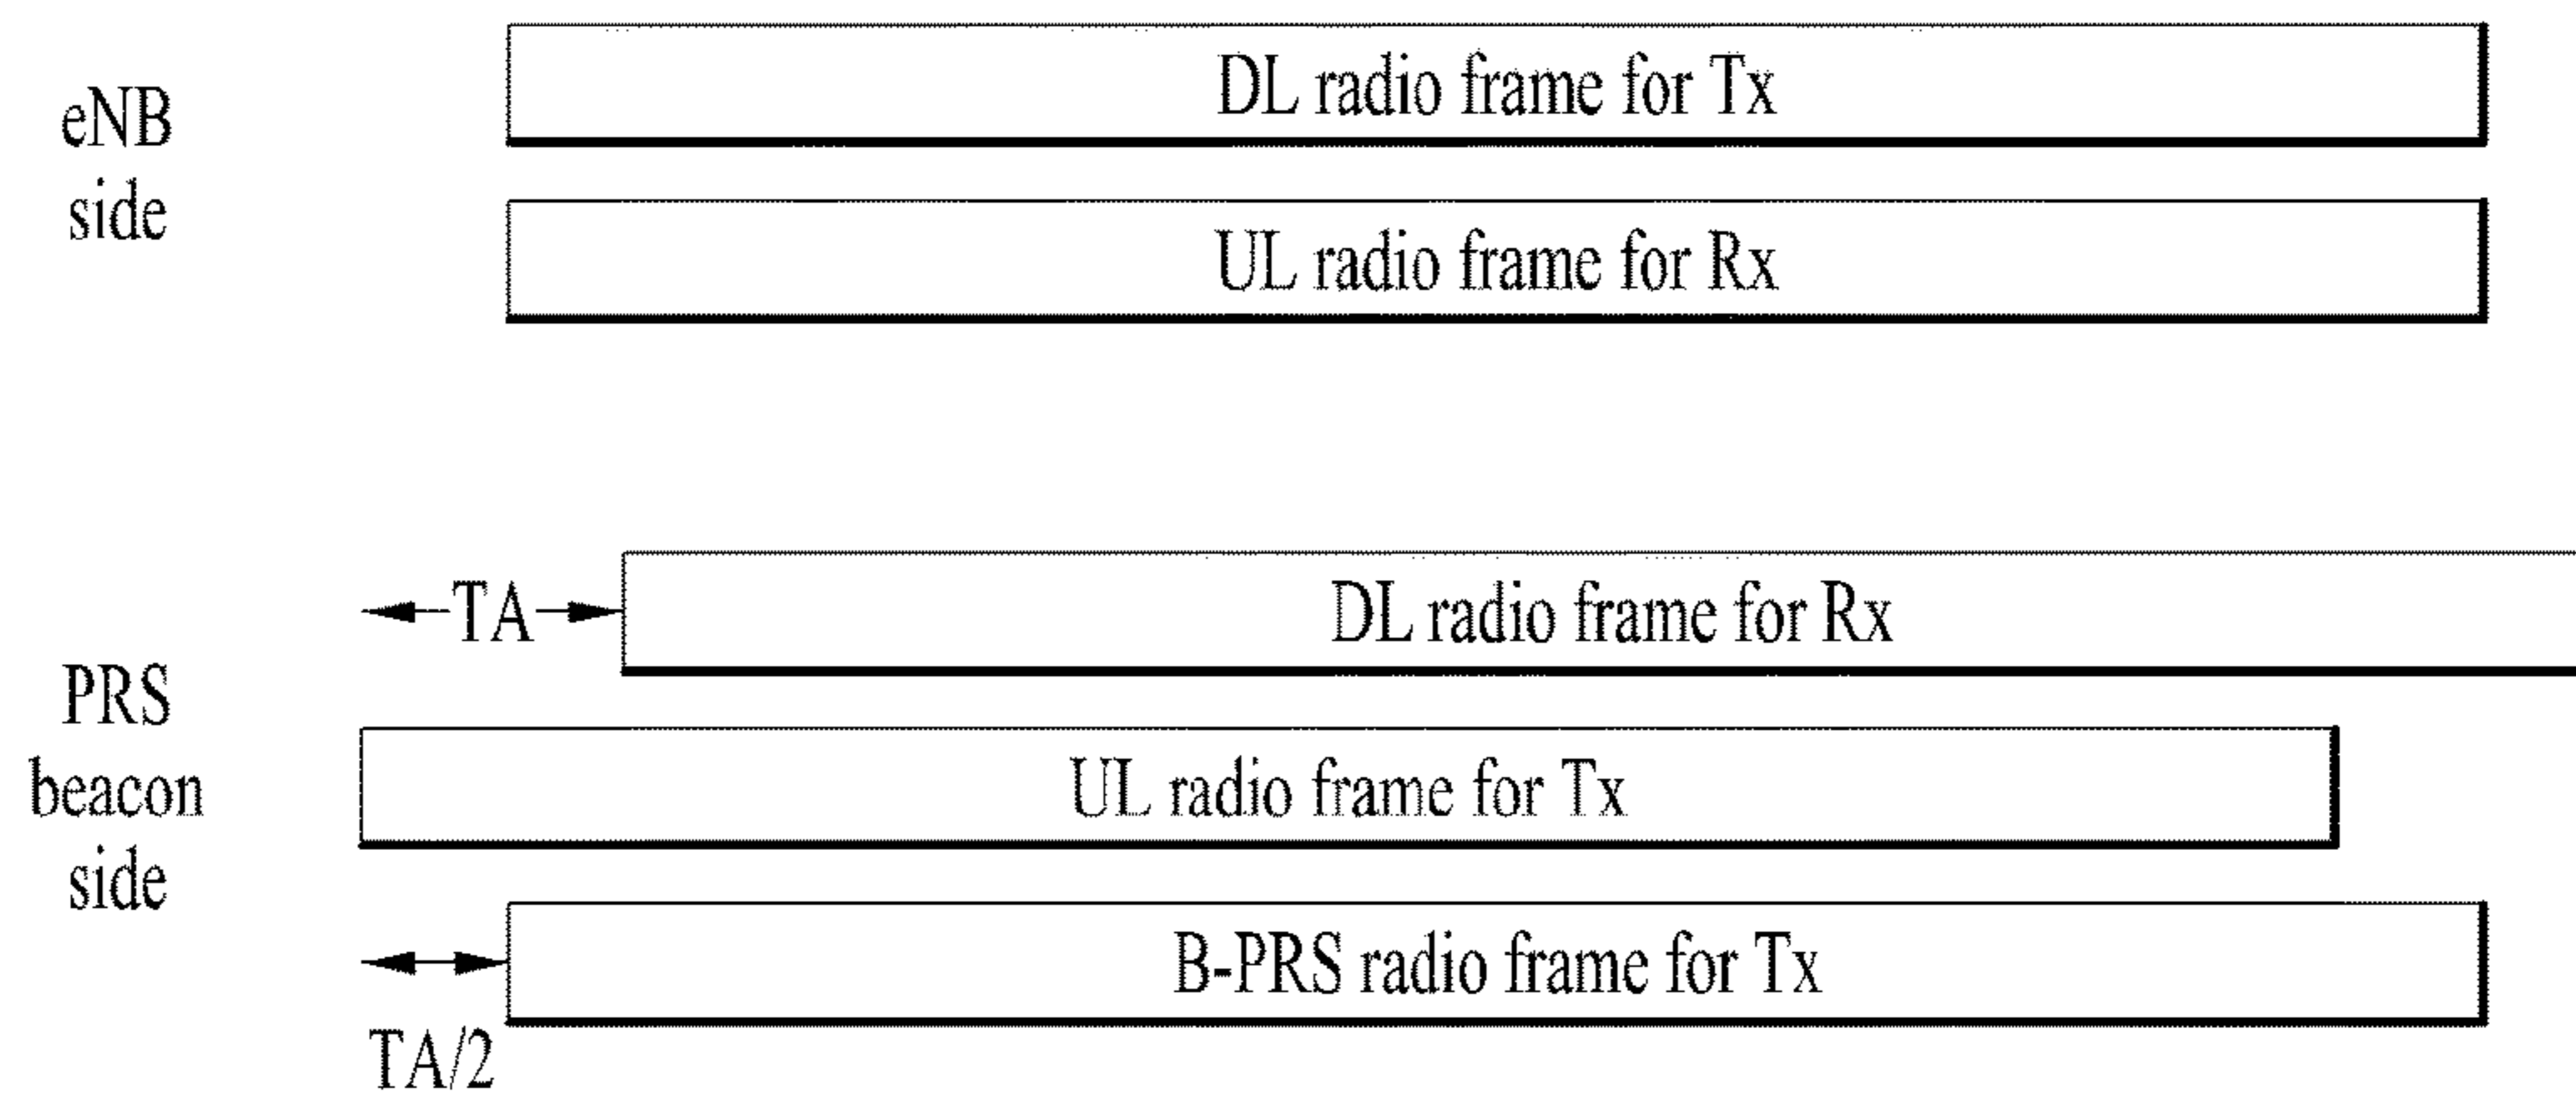 eNB
side
DL radio frame for Tx
UL radio frame for Rx
PRS
beacon
side
TA
DL radio frame for Rx
UL radio frame for Tx
B-PRS radio frame for Tx
TA/2